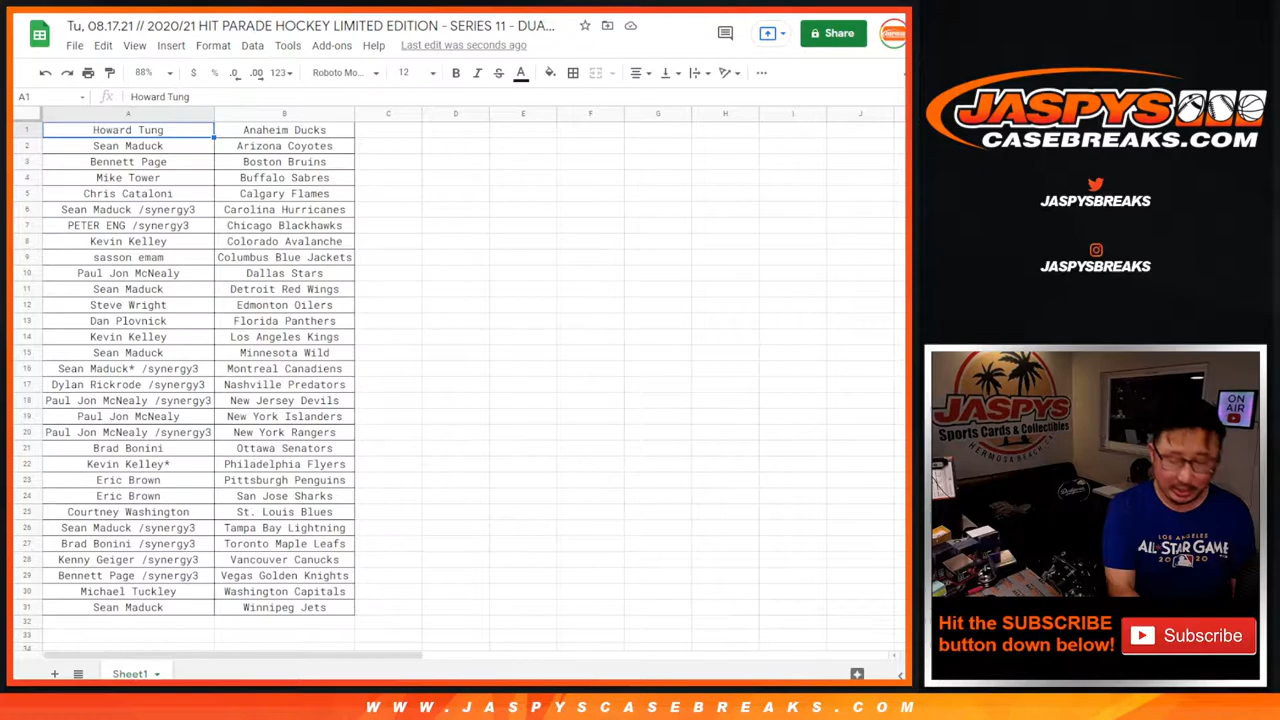 Tu, 08.17.21 // 2020/21 HIT PARADE HOCKEY LIMITED EDITION - SERIES 11 - DUA...
File Edit View Insert Format Data Tools Add-ons Help Last edit was seconds ago
Share
88% $ % .0 .00 123 Roboto Mo... 12 B I S A
A1 fx Howard Tung
A B C D E F G H I J
1 Howard Tung Anaheim Ducks
2 Sean Maduck Arizona Coyotes
3 Bennett Page Boston Bruins
4 Mike Tower Buffalo Sabres
5 Chris Cataloni Calgary Flames
6 Sean Maduck /synergy3 Carolina Hurricanes
7 PETER ENG /synergy3 Chicago Blackhawks
8 Kevin Kelley Colorado Avalanche
9 sasson emam Columbus Blue Jackets
10 Paul Jon McNealy Dallas Stars
11 Sean Maduck Detroit Red Wings
12 Steve Wright Edmonton Oilers
13 Dan Plovnick Florida Panthers
14 Kevin Kelley Los Angeles Kings
15 Sean Maduck Minnesota Wild
16 Sean Maduck* /synergy3 Montreal Canadiens
17 Dylan Rickrode /synergy3 Nashville Predators
18 Paul Jon McNealy /synergy3 New Jersey Devils
19 Paul Jon McNealy New York Islanders
20 Paul Jon McNealy /synergy3 New York Rangers
21 Brad Bonini Ottawa Senators
22 Kevin Kelley* Philadelphia Flyers
23 Eric Brown Pittsburgh Penguins
24 Eric Brown San Jose Sharks
25 Courtney Washington St. Louis Blues
26 Sean Maduck /synergy3 Tampa Bay Lightning
27 Brad Bonini /synergy3 Toronto Maple Leafs
28 Kenny Geiger /synergy3 Vancouver Canucks
29 Bennett Page /synergy3 Vegas Golden Knights
30 Michael Tuckley Washington Capitals
31 Sean Maduck Winnipeg Jets
32
33
34
Sheet1
JASPYS
CASEBREAKS.COM
JASPYSBREAKS
JASPYSBREAKS
JASPYS
Sports Cards & Collectibles
HERMOSA BEACH, CA
ON
AIR
LOS ANGELES
ALL STAR GAME
2020
Hit the SUBSCRIBE
button down below!
Subscribe
WWW.JASPYSCASEBREAKS.COM